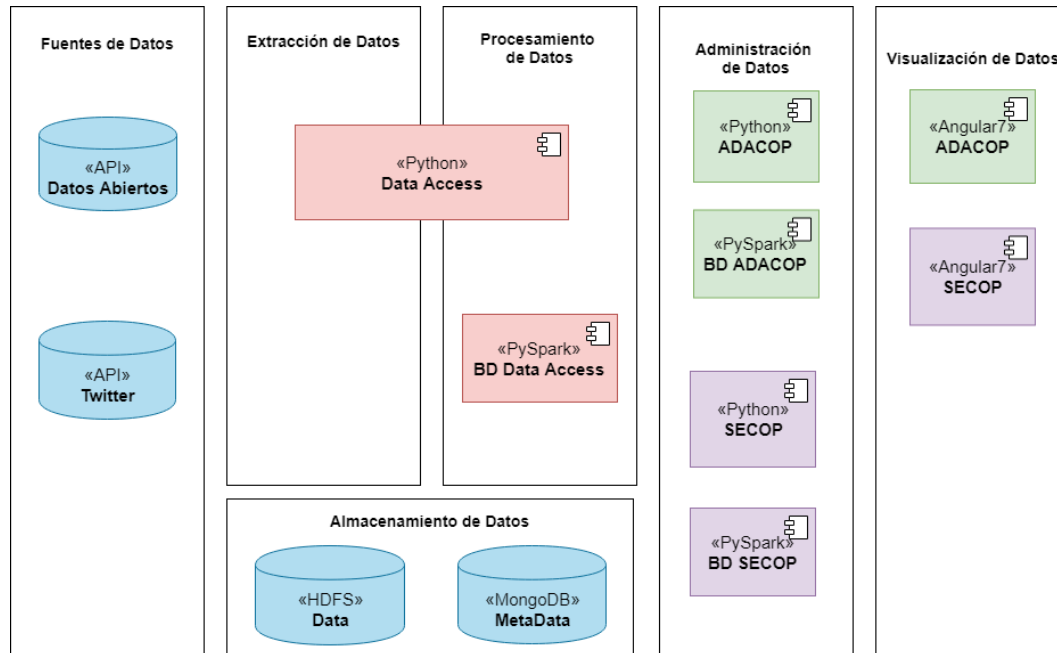 Fuentes de Datos
«API»
Datos Abiertos
«API»
Twitter
Extracción de Datos
Procesamiento
de Datos
«Python»
Data Access
«PySpark»
BD Data Access
Almacenamiento de Datos
«HDFS»
Data
«MongoDB»
MetaData
Administración
de Datos
«Python»
ADACOP
«PySpark»
BD ADACOP
«Python»
SECOP
«PySpark»
BD SECOP
Visualización de Datos
«Angular7»
ADACOP
«Angular7»
SECOP